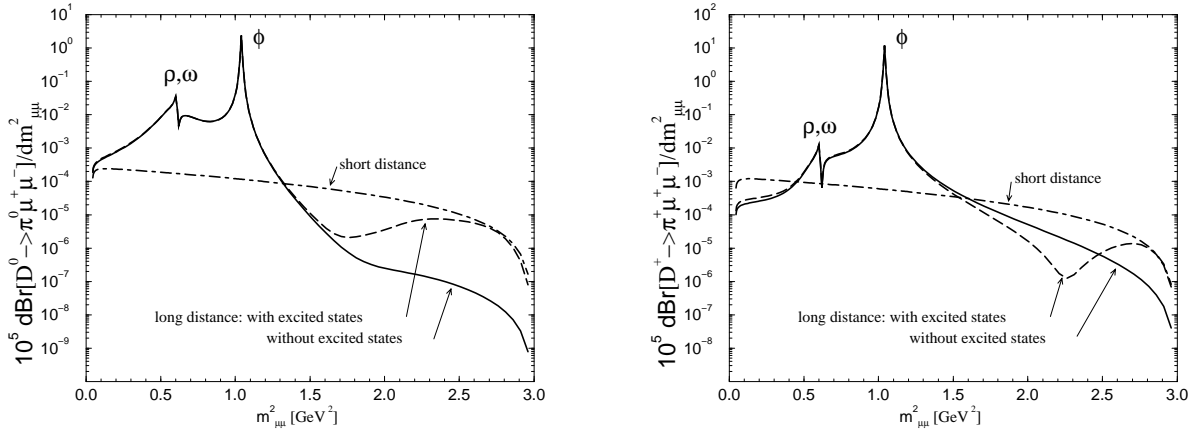 10^5 dBr[D^0->π^0μ^+μ^-]/dm^2_μμ
10^1
10^0
10^-1
10^-2
10^-3
10^-4
10^-5
10^-6
10^-7
10^-8
10^-9
ρ,ω
ϕ
short distance
long distance: with excited states
without excited states
0.0 0.5 1.0 1.5 2.0 2.5 3.0
m^2_μμ [GeV^2]
10^5 dBr[D^+->π^+μ^+μ^-]/dm^2_μμ
10^2
10^1
10^0
10^-1
10^-2
10^-3
10^-4
10^-5
10^-6
10^-7
10^-8
ρ,ω
ϕ
short distance
long distance: with excited states
without excited states
0.0 0.5 1.0 1.5 2.0 2.5 3.0
m^2_μμ [GeV^2]